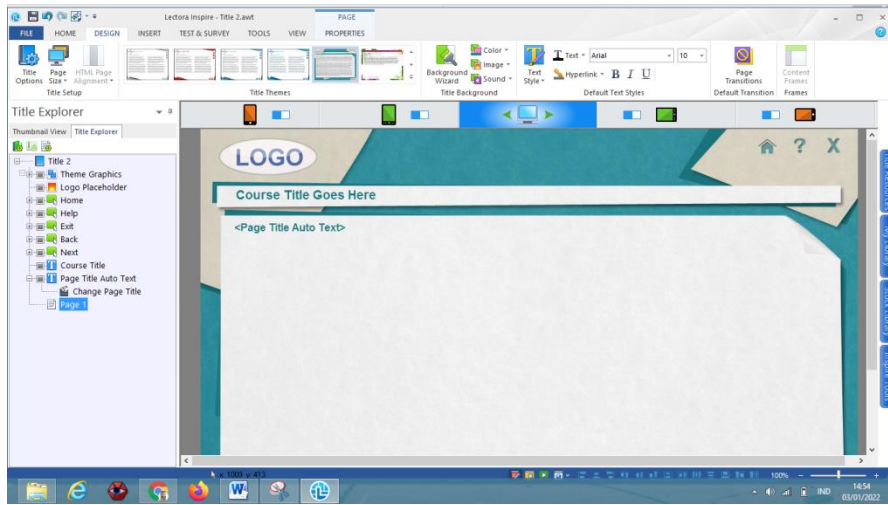 Lectora Inspire - Title 2.awt
PAGE
FILE
HOME
DESIGN
INSERT
TEST & SURVEY
TOOLS
VIEW
PROPERTIES
Title Options
Page Size
HTML Page Alignment
Title Setup
Title Themes
Background Wizard
Color
Image
Sound
Title Background
Text Style
Text
Arial
10
Hyperlink
B I U
Default Text Styles
Page Transitions
Default Transition
Content Frames
Frames
Title Explorer
Thumbnail View
Title Explorer
Title 2
Theme Graphics
Logo Placeholder
Home
Help
Exit
Back
Next
Course Title
Page Title Auto Text
Change Page Title
Page 1
LOGO
? X
Course Title Goes Here
<Page Title Auto Text>
x: 1003 y: 413
100%
IND
14:54
03/01/2022